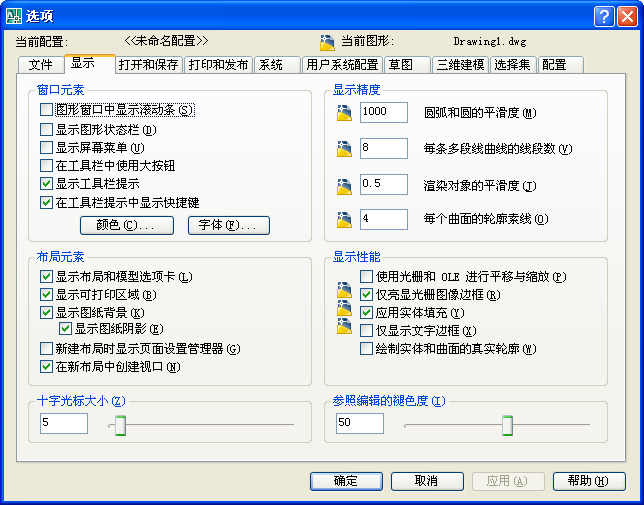 选项
当前配置: <<未命名配置>> 当前图形: Drawing1.dwg
文件 显示 打开和保存 打印和发布 系统 用户系统配置 草图 三维建模 选择集 配置
窗口元素
图形窗口中显示滚动条(S)
显示图形状态栏(D)
显示屏幕菜单(U)
在工具栏中使用大按钮
显示工具栏提示
在工具栏提示中显示快捷键
颜色(C)... 字体(F)...
显示精度
1000 圆弧和圆的平滑度(M)
8 每条多段线曲线的线段数(V)
0.5 渲染对象的平滑度(J)
4 每个曲面的轮廓素线(O)
布局元素
显示布局和模型选项卡(L)
显示可打印区域(B)
显示图纸背景(K)
显示图纸阴影(E)
新建布局时显示页面设置管理器(G)
在新布局中创建视口(N)
显示性能
使用光栅和 OLE 进行平移与缩放(P)
仅亮显光栅图像边框(R)
应用实体填充(Y)
仅显示文字边框(X)
绘制实体和曲面的真实轮廓(W)
十字光标大小(Z)
5
参照编辑的褪色度(I)
50
确定 取消 应用(A) 帮助(H)